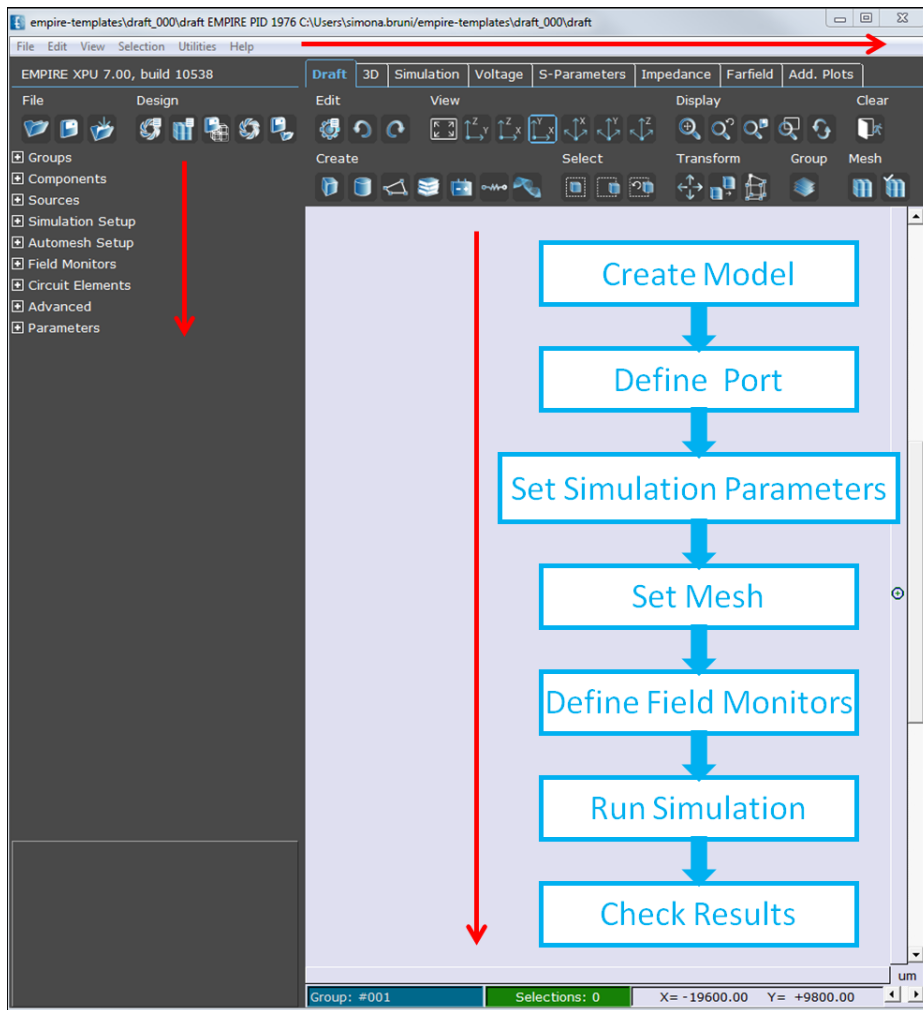 empire-templates\draft_000\draft EMPIRE PID 1976 C:\Users\simona.bruni/empire-templates\draft_000\draft
File Edit View Selection Utilities Help
EMPIRE XPU 7.00, build 10538
Draft 3D Simulation Voltage S-Parameters Impedance Farfield Add. Plots
File Design Edit View Display Clear
Z Y Z X Y X X Y Z
Groups
Components
Sources
Simulation Setup
Automesh Setup
Field Monitors
Circuit Elements
Advanced
Parameters
Create Select Transform Group Mesh
Create Model
Define Port
Set Simulation Parameters
Set Mesh
Define Field Monitors
Run Simulation
Check Results
um
Group: #001 Selections: 0 X= -19600.00 Y= +9800.00